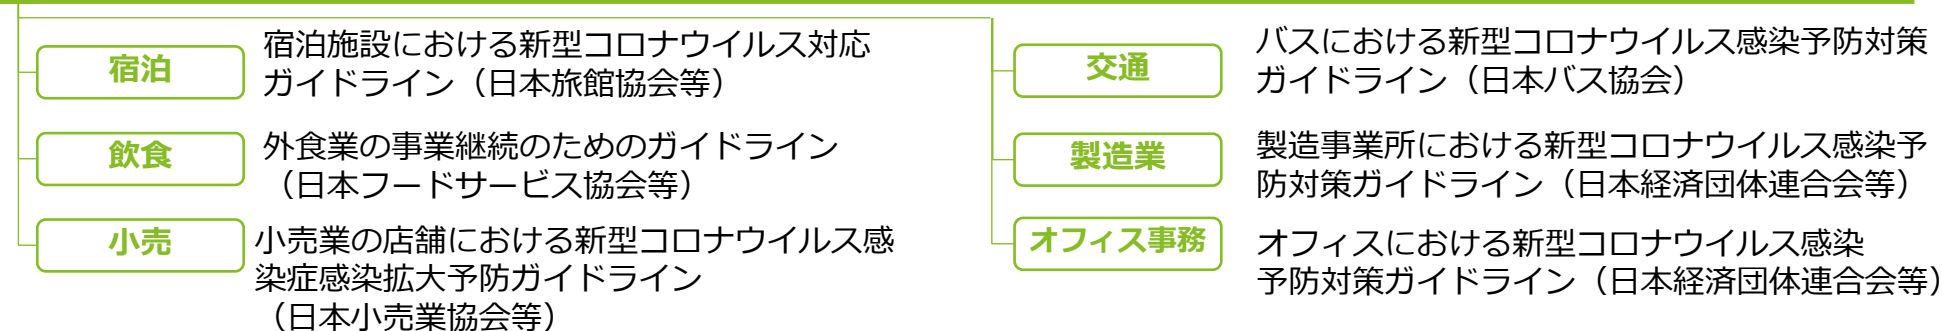 宿泊
宿泊施設における新型コロナウイルス対応
ガイドライン（日本旅館協会等）
飲食
外食業の事業継続のためのガイドライン
（日本フードサービス協会等）
小売
小売業の店舗における新型コロナウイルス感
染症感染拡大予防ガイドライン
（日本小売業協会等）
交通
バスにおける新型コロナウイルス感染予防対策
ガイドライン（日本バス協会）
製造業
製造事業所における新型コロナウイルス感染予
防対策ガイドライン（日本経済団体連合会等）
オフィス事務
オフィスにおける新型コロナウイルス感染
予防対策ガイドライン（日本経済団体連合会等）